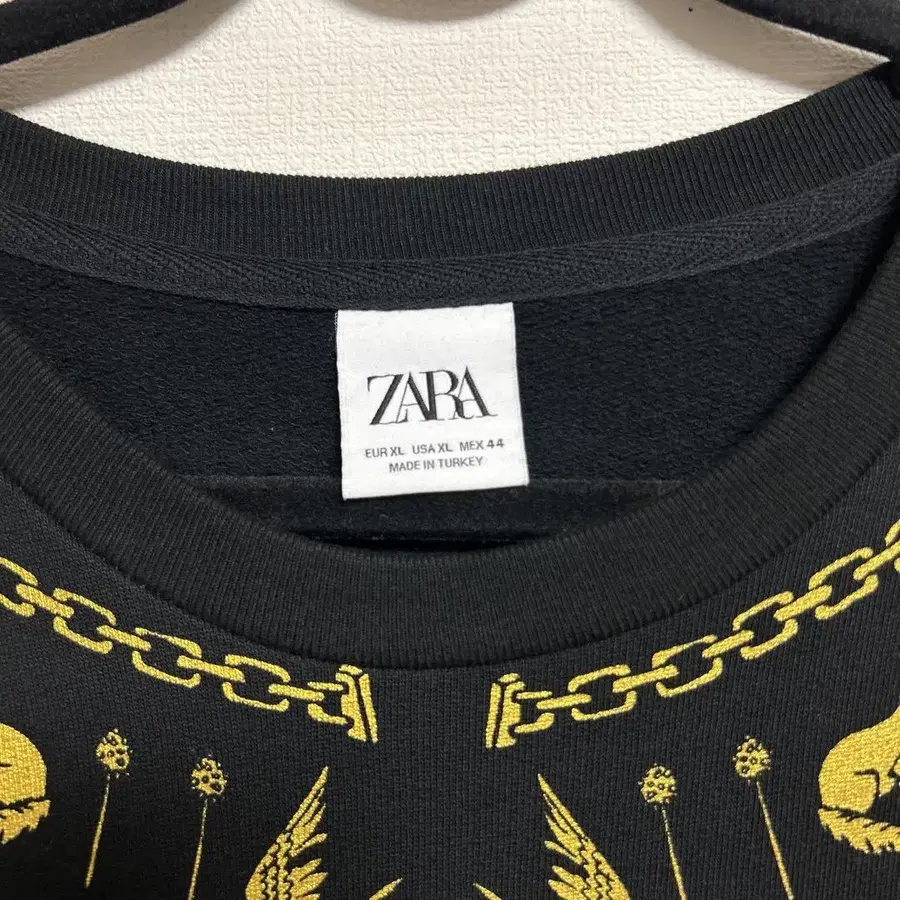 ZARA
EUR XL USA XL MEX 44
MADE IN TURKEY